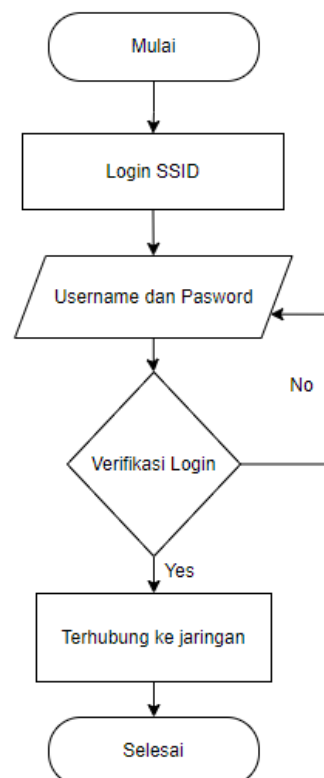 Mulai
Login SSID
Username dan Pasword
No
Verifikasi Login
Yes
Terhubung ke jaringan
Selesai